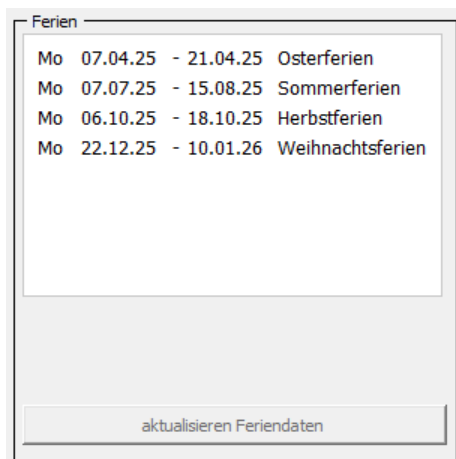 Ferien
Mo 07.04.25 - 21.04.25 Osterferien
Mo 07.07.25 - 15.08.25 Sommerferien
Mo 06.10.25 - 18.10.25 Herbstferien
Mo 22.12.25 - 10.01.26 Weihnachtsferien
aktualisieren Feriendaten